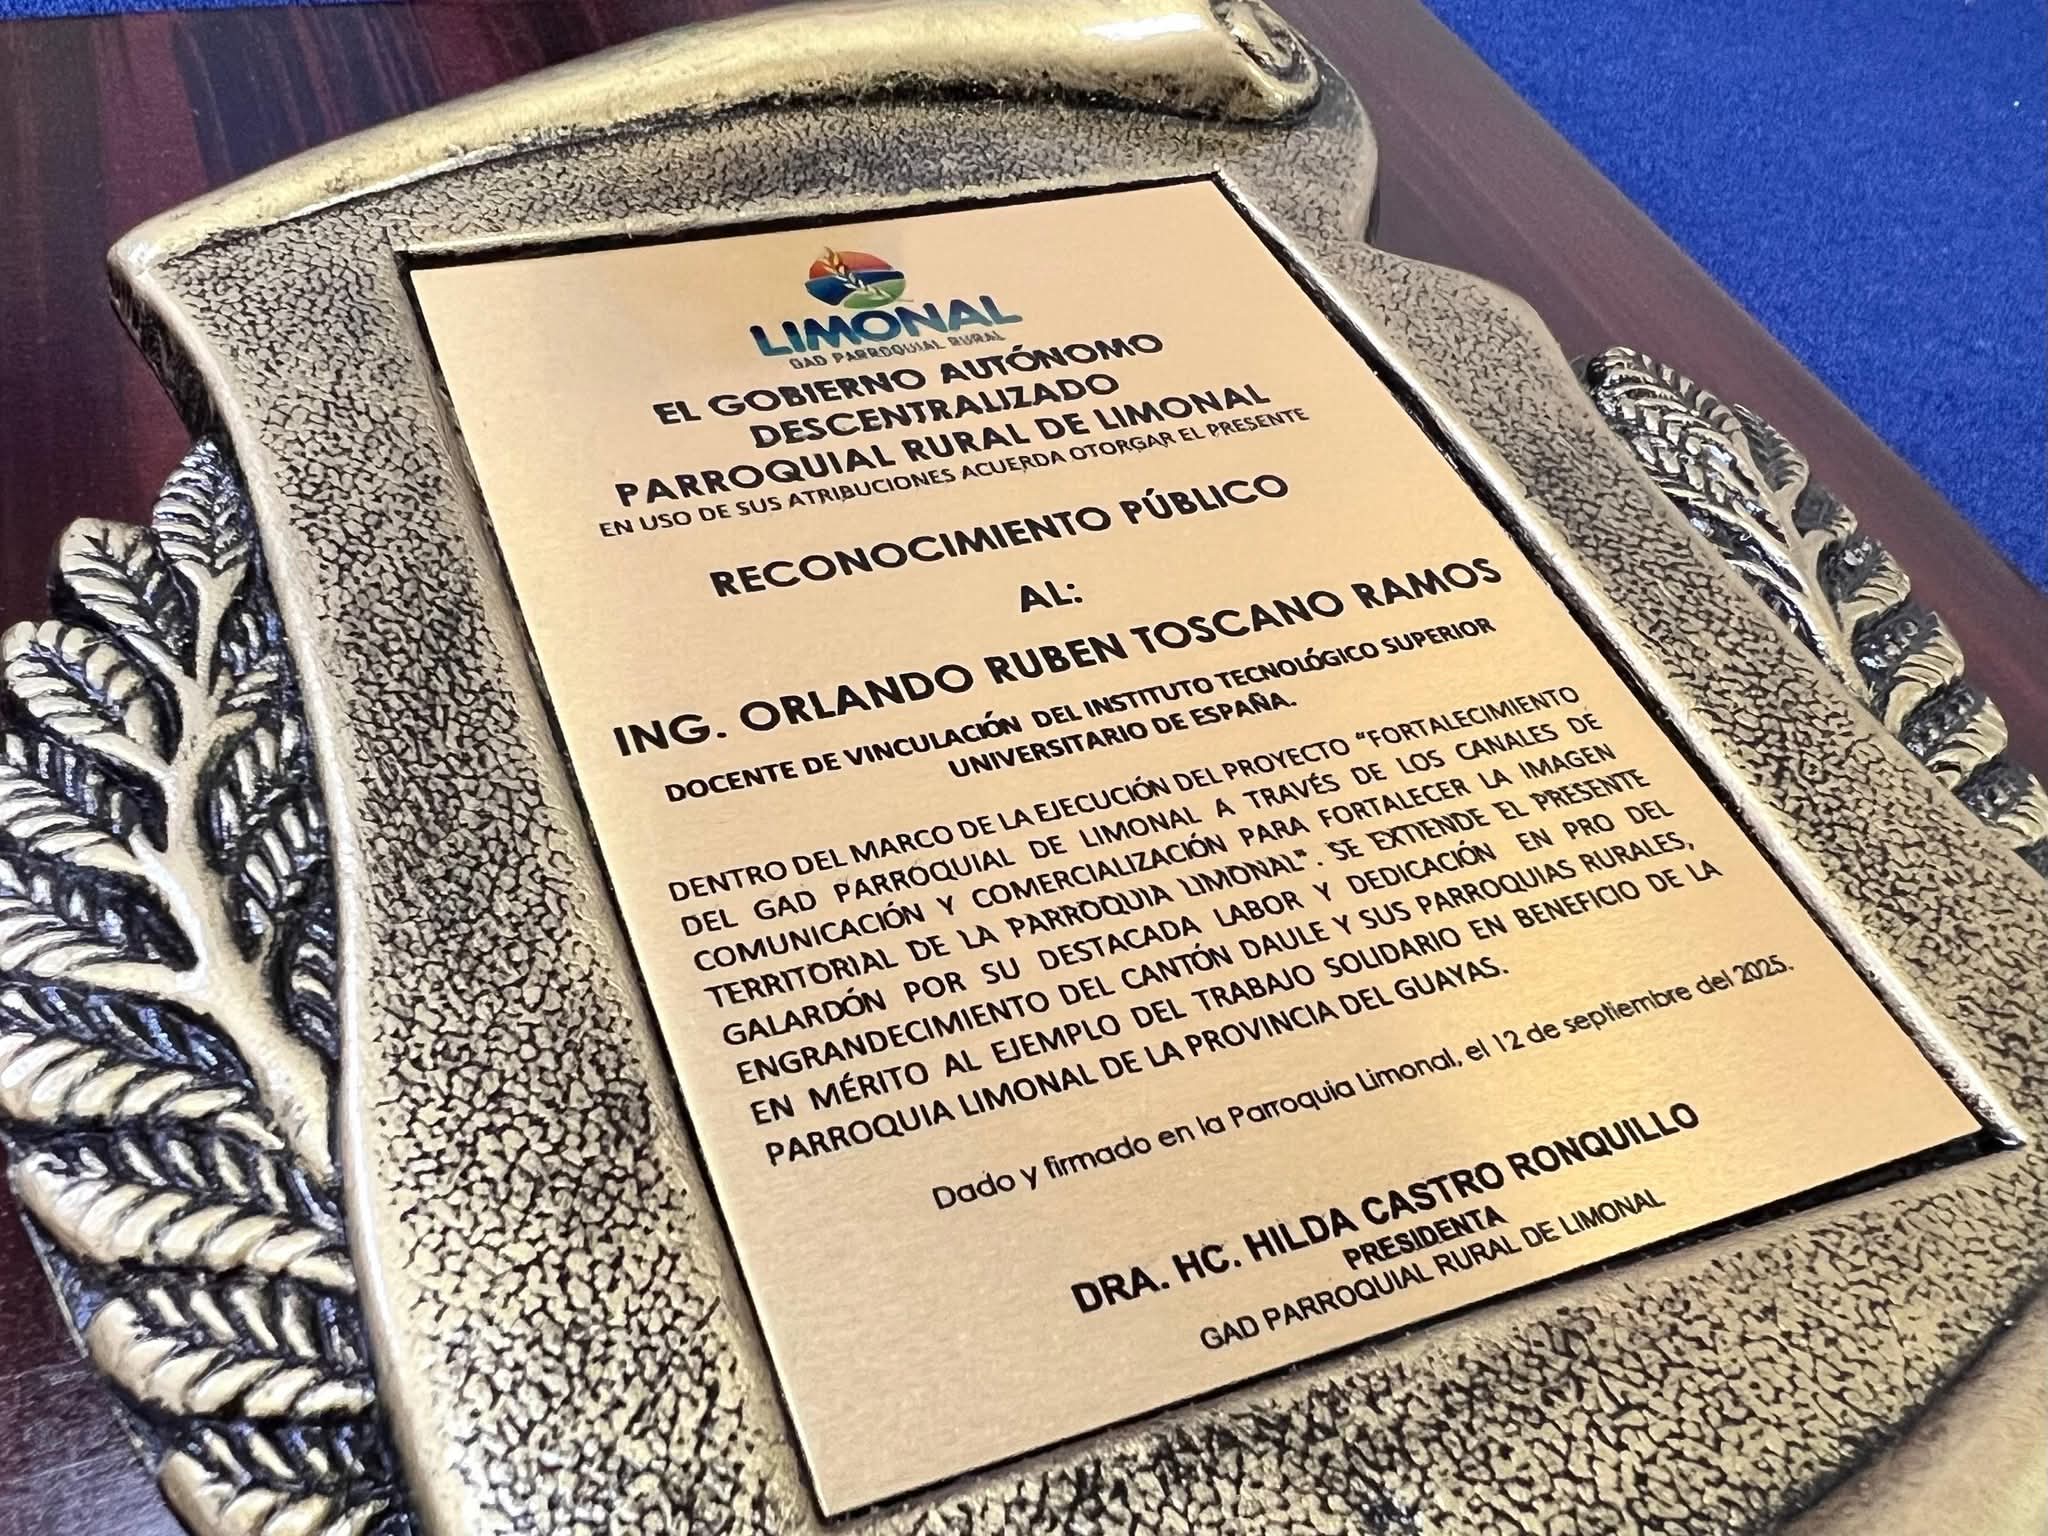 LIMONAL
GAD PARROQUIAL RURAL
EL GOBIERNO AUTÓNOMO
DESCENTRALIZADO
PARROQUIAL RURAL DE LIMONAL
EN USO DE SUS ATRIBUCIONES ACUERDA OTORGAR EL PRESENTE
RECONOCIMIENTO PÚBLICO
AL:
ING. ORLANDO RUBEN TOSCANO RAMOS
DOCENTE DE VINCULACIÓN DEL INSTITUTO TECNOLÓGICO SUPERIOR
UNIVERSITARIO DE ESPAÑA.
DENTRO DEL MARCO DE LA EJECUCIÓN DEL PROYECTO "FORTALECIMIENTO
DEL GAD PARROQUIAL DE LIMONAL A TRAVÉS DE LOS CANALES DE
COMUNICACIÓN Y COMERCIALIZACIÓN PARA FORTALECER LA IMAGEN
TERRITORIAL DE LA PARROQUIA LIMONAL". SE EXTIENDE EL PRESENTE
GALARDÓN POR SU DESTACADA LABOR Y DEDICACIÓN EN PRO DEL
ENGRANDECIMIENTO DEL CANTÓN DAULE Y SUS PARROQUIAS RURALES,
EN MÉRITO AL EJEMPLO DEL TRABAJO SOLIDARIO EN BENEFICIO DE LA
PARROQUIA LIMONAL DE LA PROVINCIA DEL GUAYAS.
Dado y firmado en la Parroquia Limonal, el 12 de septiembre del 2025.
DRA. HC. HILDA CASTRO RONQUILLO
PRESIDENTA
GAD PARROQUIAL RURAL DE LIMONAL